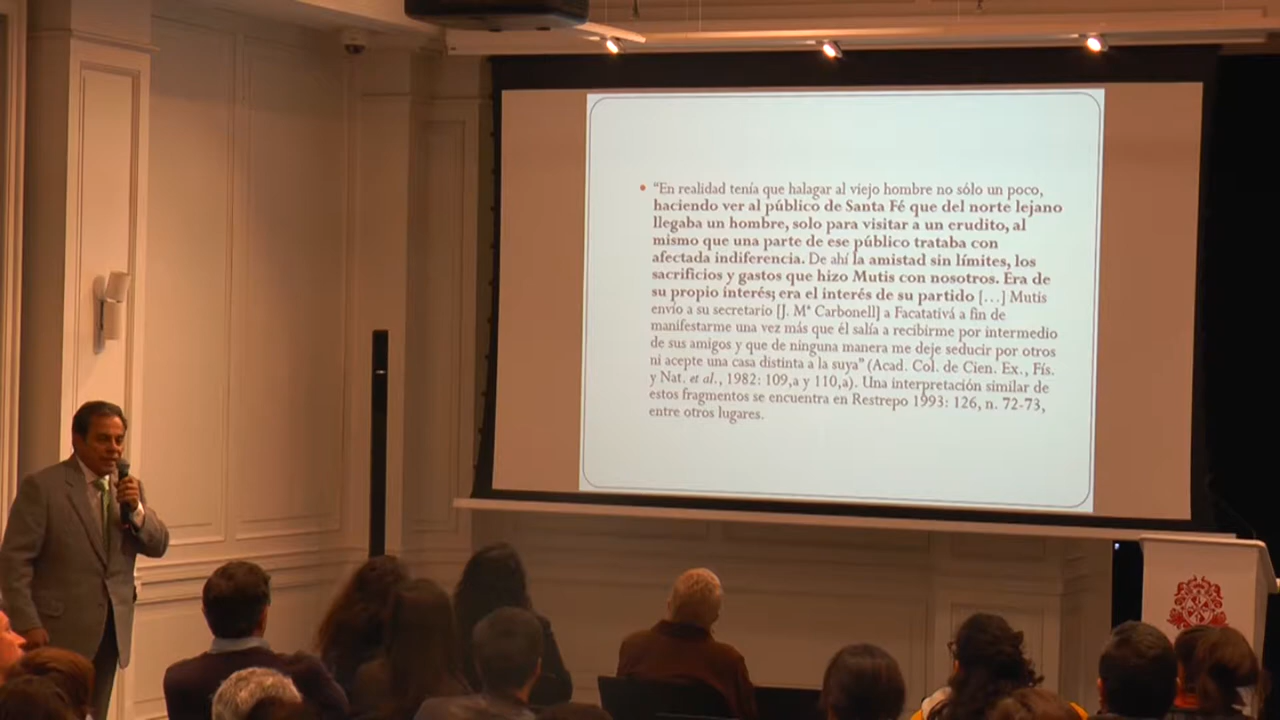 • “En realidad tenía que halagar al viejo hombre no sólo un poco,
haciendo ver al público de Santa Fé que del norte lejano
llegaba un hombre, solo para visitar a un erudito, al
mismo que una parte de ese público trataba con
afectada indiferencia. De ahí la amistad sin límites, los
sacrificios y gastos que hizo Mutis con nosotros. Era de
su propio interés; era el interés de su partido […] Mutis
envío a su secretario [J. Mª Carbonell] a Facatativá a fin de
manifestarme una vez más que él salía a recibirme por intermedio
de sus amigos y que de ninguna manera me deje seducir por otros
ni acepte una casa distinta a la suya” (Acad. Col. de Cien. Ex., Fís.
y Nat. et al., 1982: 109,a y 110,a). Una interpretación similar de
estos fragmentos se encuentra en Restrepo 1993: 126, n. 72-73,
entre otros lugares.